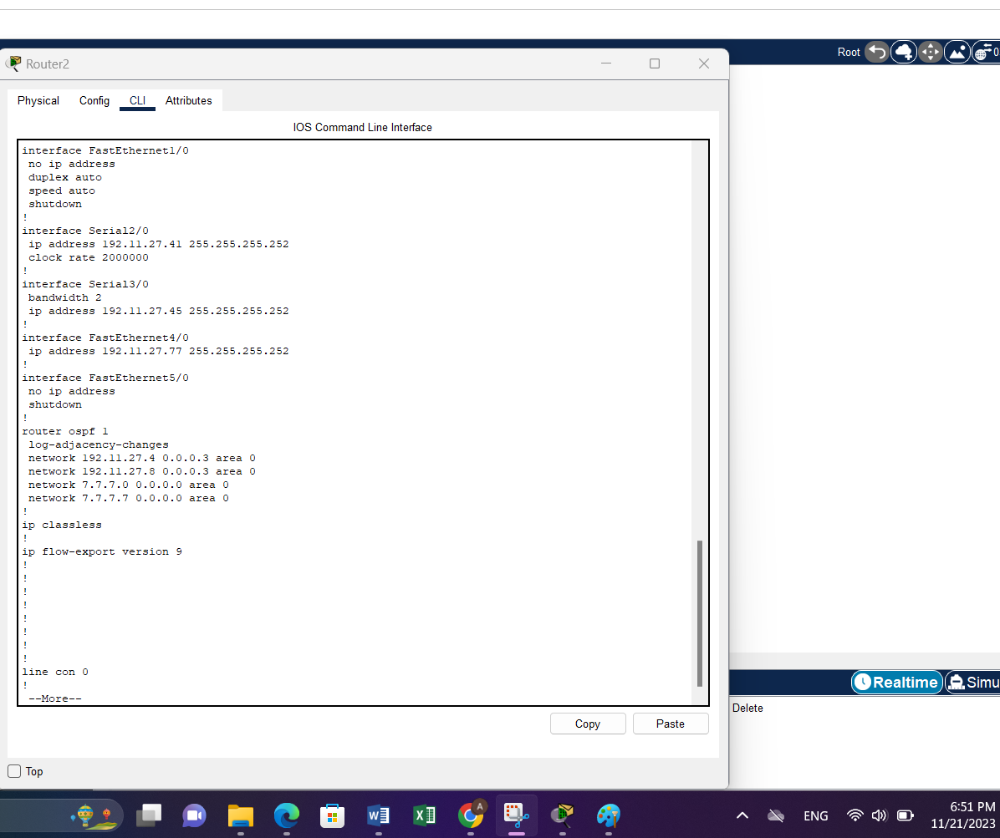 Root
0
Router2
Physical Config CLI Attributes
IOS Command Line Interface
interface FastEthernet1/0
no ip address
duplex auto
speed auto
shutdown
!
interface Serial2/0
ip address 192.11.27.41 255.255.255.252
clock rate 2000000
!
interface Serial3/0
bandwidth 2
ip address 192.11.27.45 255.255.255.252
!
interface FastEthernet4/0
ip address 192.11.27.77 255.255.255.252
!
interface FastEthernet5/0
no ip address
shutdown
!
router ospf 1
log-adjacency-changes
network 192.11.27.4 0.0.0.3 area 0
network 192.11.27.8 0.0.0.3 area 0
network 7.7.7.0 0.0.0.0 area 0
network 7.7.7.7 0.0.0.0 area 0
!
ip classless
!
ip flow-export version 9
!
!
!
!
!
!
!
!
line con 0
!
--More--
Copy Paste
Top
Realtime Simu
Delete
A
ENG
6:51 PM
11/21/2023